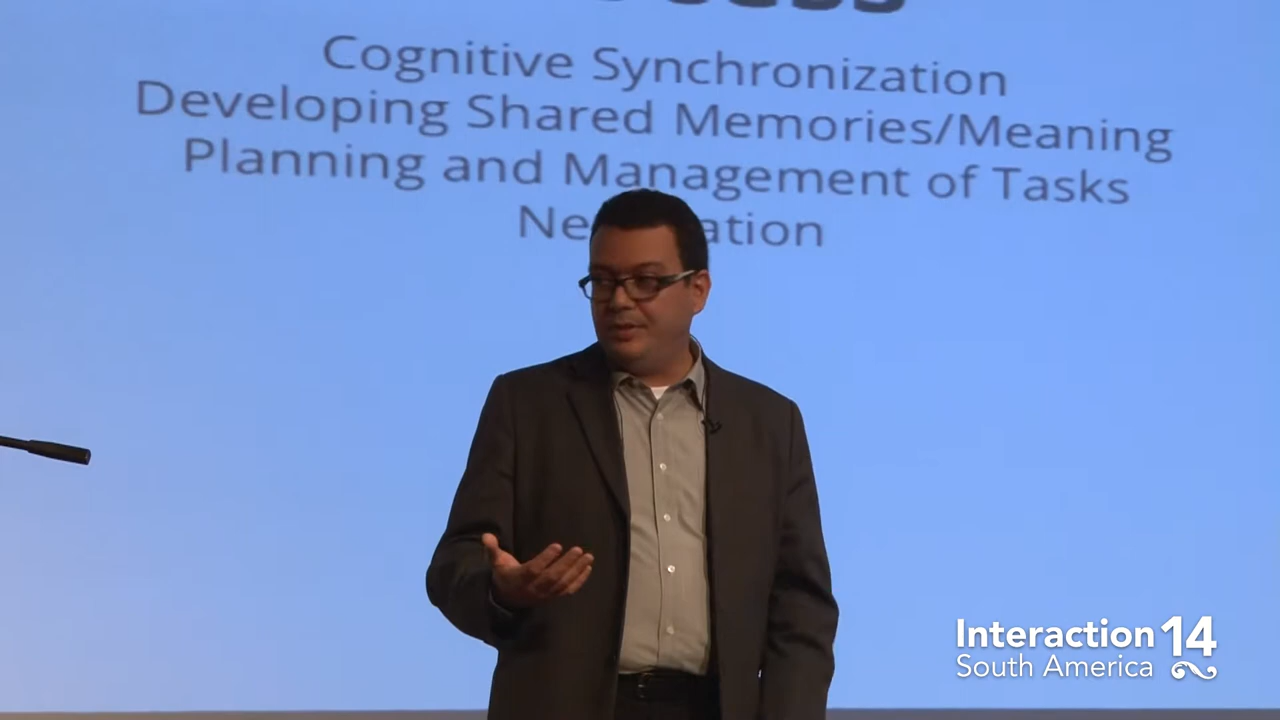 Cognitive Synchronization
Developing Shared Memories/Meaning
Planning and Management of Tasks
Interaction 14
South America